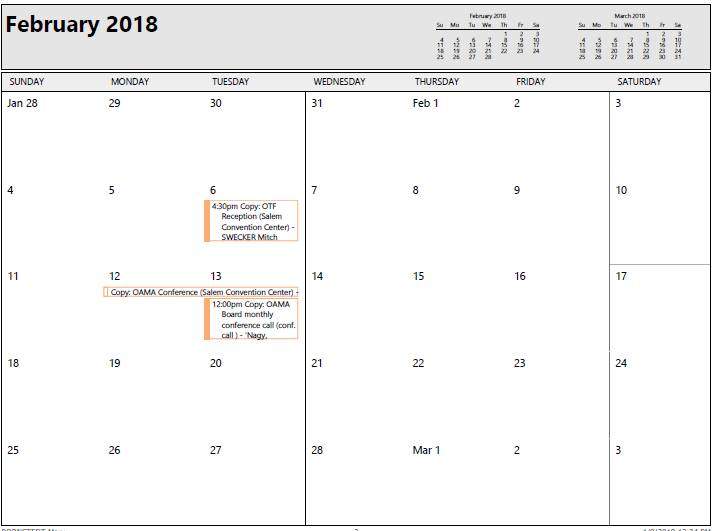 February 2018
February 2018
Su Mo Tu We Th Fr Sa
1 2 3
4 5 6 7 8 9 10
11 12 13 14 15 16 17
18 19 20 21 22 23 24
25 26 27 28
March 2018
Su Mo Tu We Th Fr Sa
1 2 3
4 5 6 7 8 9 10
11 12 13 14 15 16 17
18 19 20 21 22 23 24
25 26 27 28 29 30 31
SUNDAY MONDAY TUESDAY WEDNESDAY THURSDAY FRIDAY SATURDAY
Jan 28 29 30 31 Feb 1 2 3
4 5 6 7 8 9 10
4:30pm Copy: OTF
Reception (Salem
Convention Center) -
SWECKER Mitch
11 12 13 14 15 16 17
Copy: OAMA Conference (Salem Convention Center) -
12:00pm Copy: OAMA
Board monthly
conference call (conf.
call ) - 'Nagy,
18 19 20 21 22 23 24
25 26 27 28 Mar 1 2 3